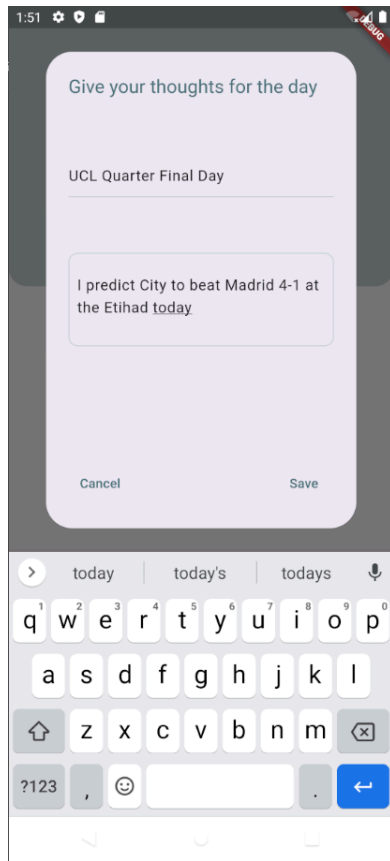 1:51
DEBUG
Give your thoughts for the day
UCL Quarter Final Day
I predict City to beat Madrid 4-1 at
the Etihad today
Cancel Save
today today's todays
1 2 3 4 5 6 7 8 9 0
q w e r t y u i o p
a s d f g h j k l
z x c v b n m
?123 , .